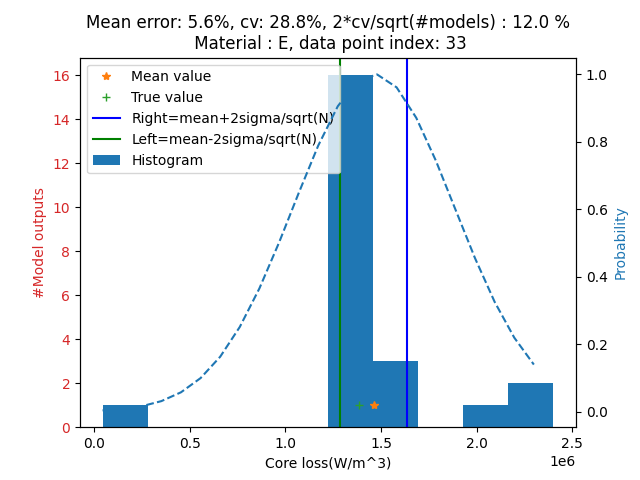 Mean error: 5.6%, cv: 28.8%, 2*cv/sqrt(#models) : 12.0 %
Material : E, data point index: 33
Mean value
True value
Right=mean+2sigma/sqrt(N)
Left=mean-2sigma/sqrt(N)
Histogram
16
14
12
10
8
6
4
2
0
#Model outputs
1.0
0.8
0.6
0.4
0.2
0.0
Probability
0.0 0.5 1.0 1.5 2.0 2.5
1e6
Core loss(W/m^3)